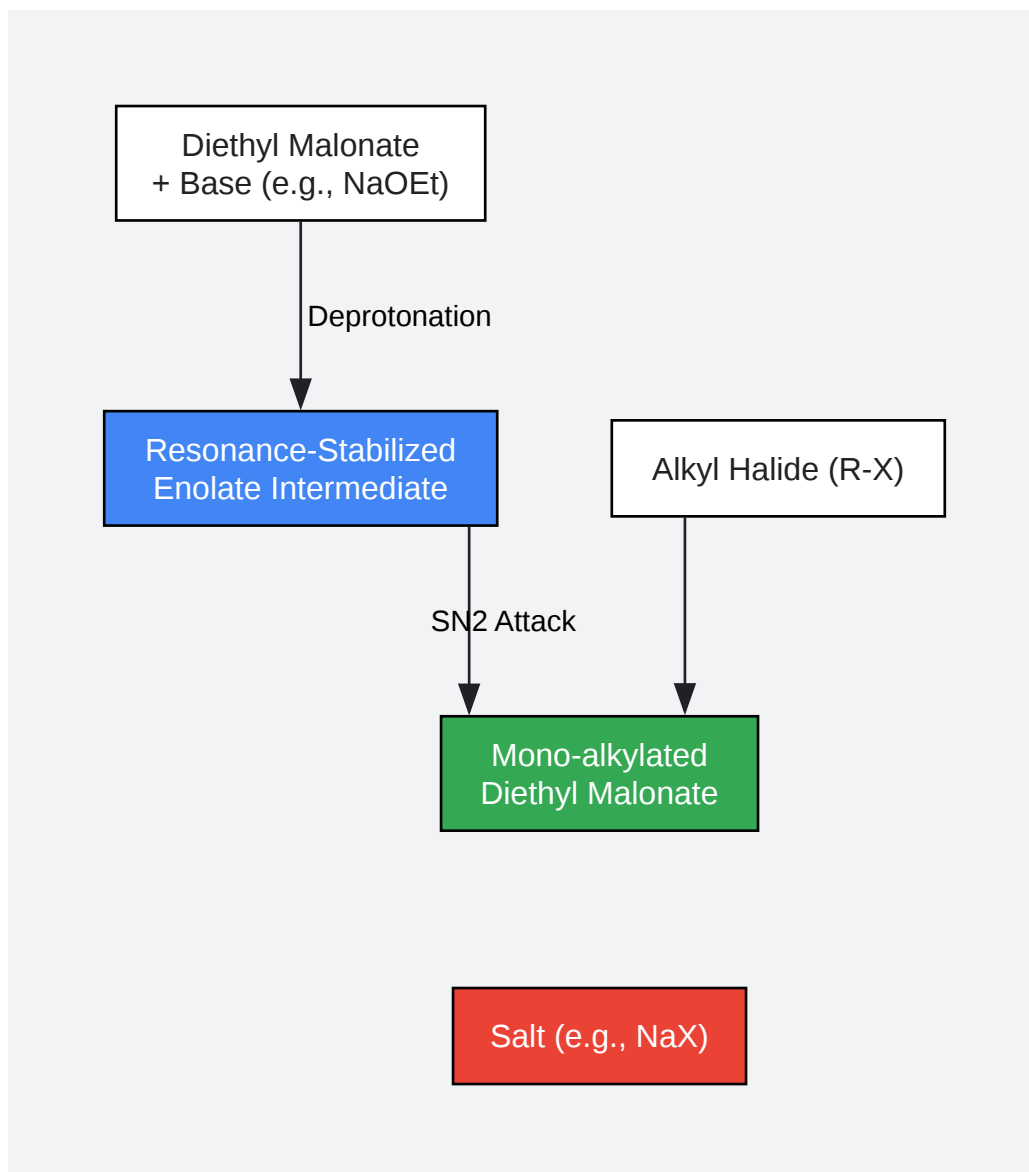 Diethyl Malonate
+ Base (e.g., NaOEt)
Deprotonation
Resonance-Stabilized
Enolate Intermediate
Alkyl Halide (R-X)
SN2 Attack
Mono-alkylated
Diethyl Malonate
Salt (e.g., NaX)